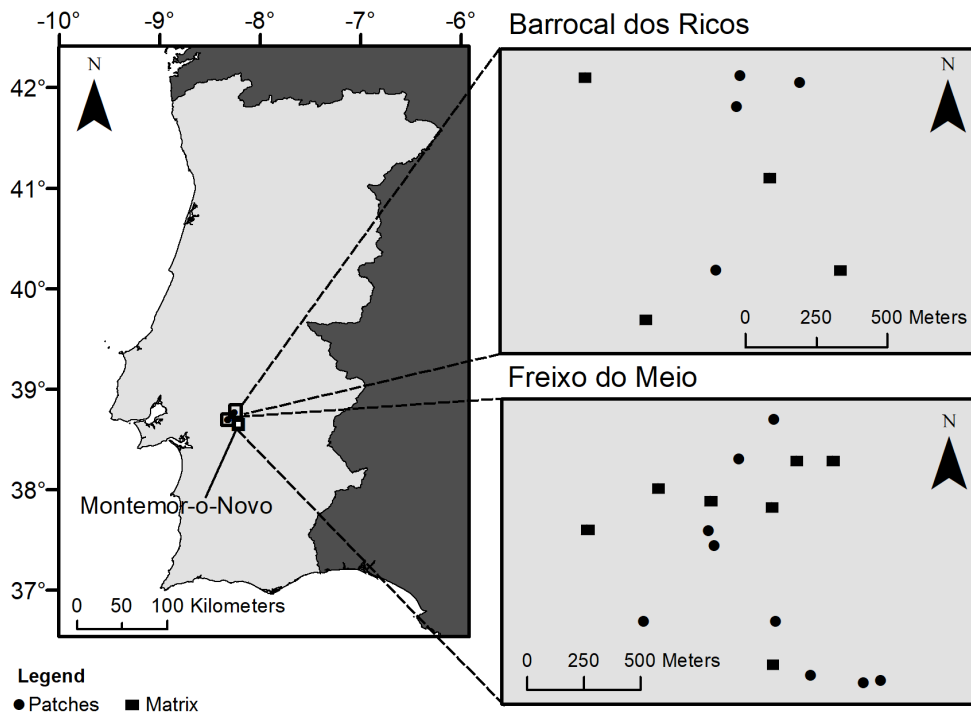 -10° -9° -8° -7° -6°
Barrocal dos Ricos
N
N
42°
41°
40°
0 250 500 Meters
39°
Freixo do Meio
N
38°
Montemor-o-Novo
37°
0 50 100 Kilometers
0 250 500 Meters
Legend
Patches Matrix